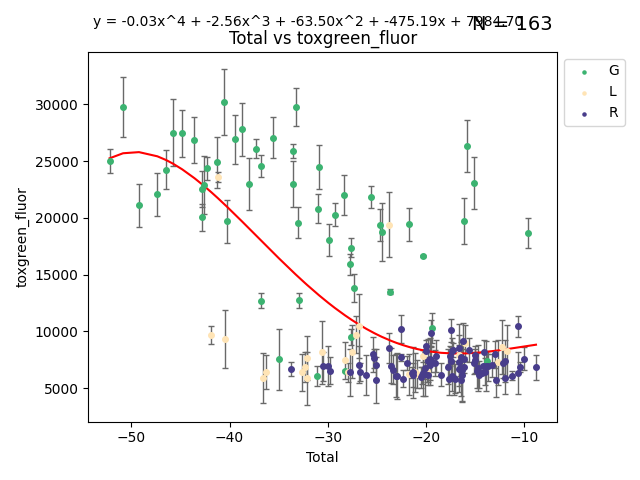 y = -0.03x^4 + -2.56x^3 + -63.50x^2 + -475.19x + 7984.70
N = 163
Total vs toxgreen_fluor
G
L
R
toxgreen_fluor
30000
25000
20000
15000
10000
5000
−50 −40 −30 −20 −10
Total